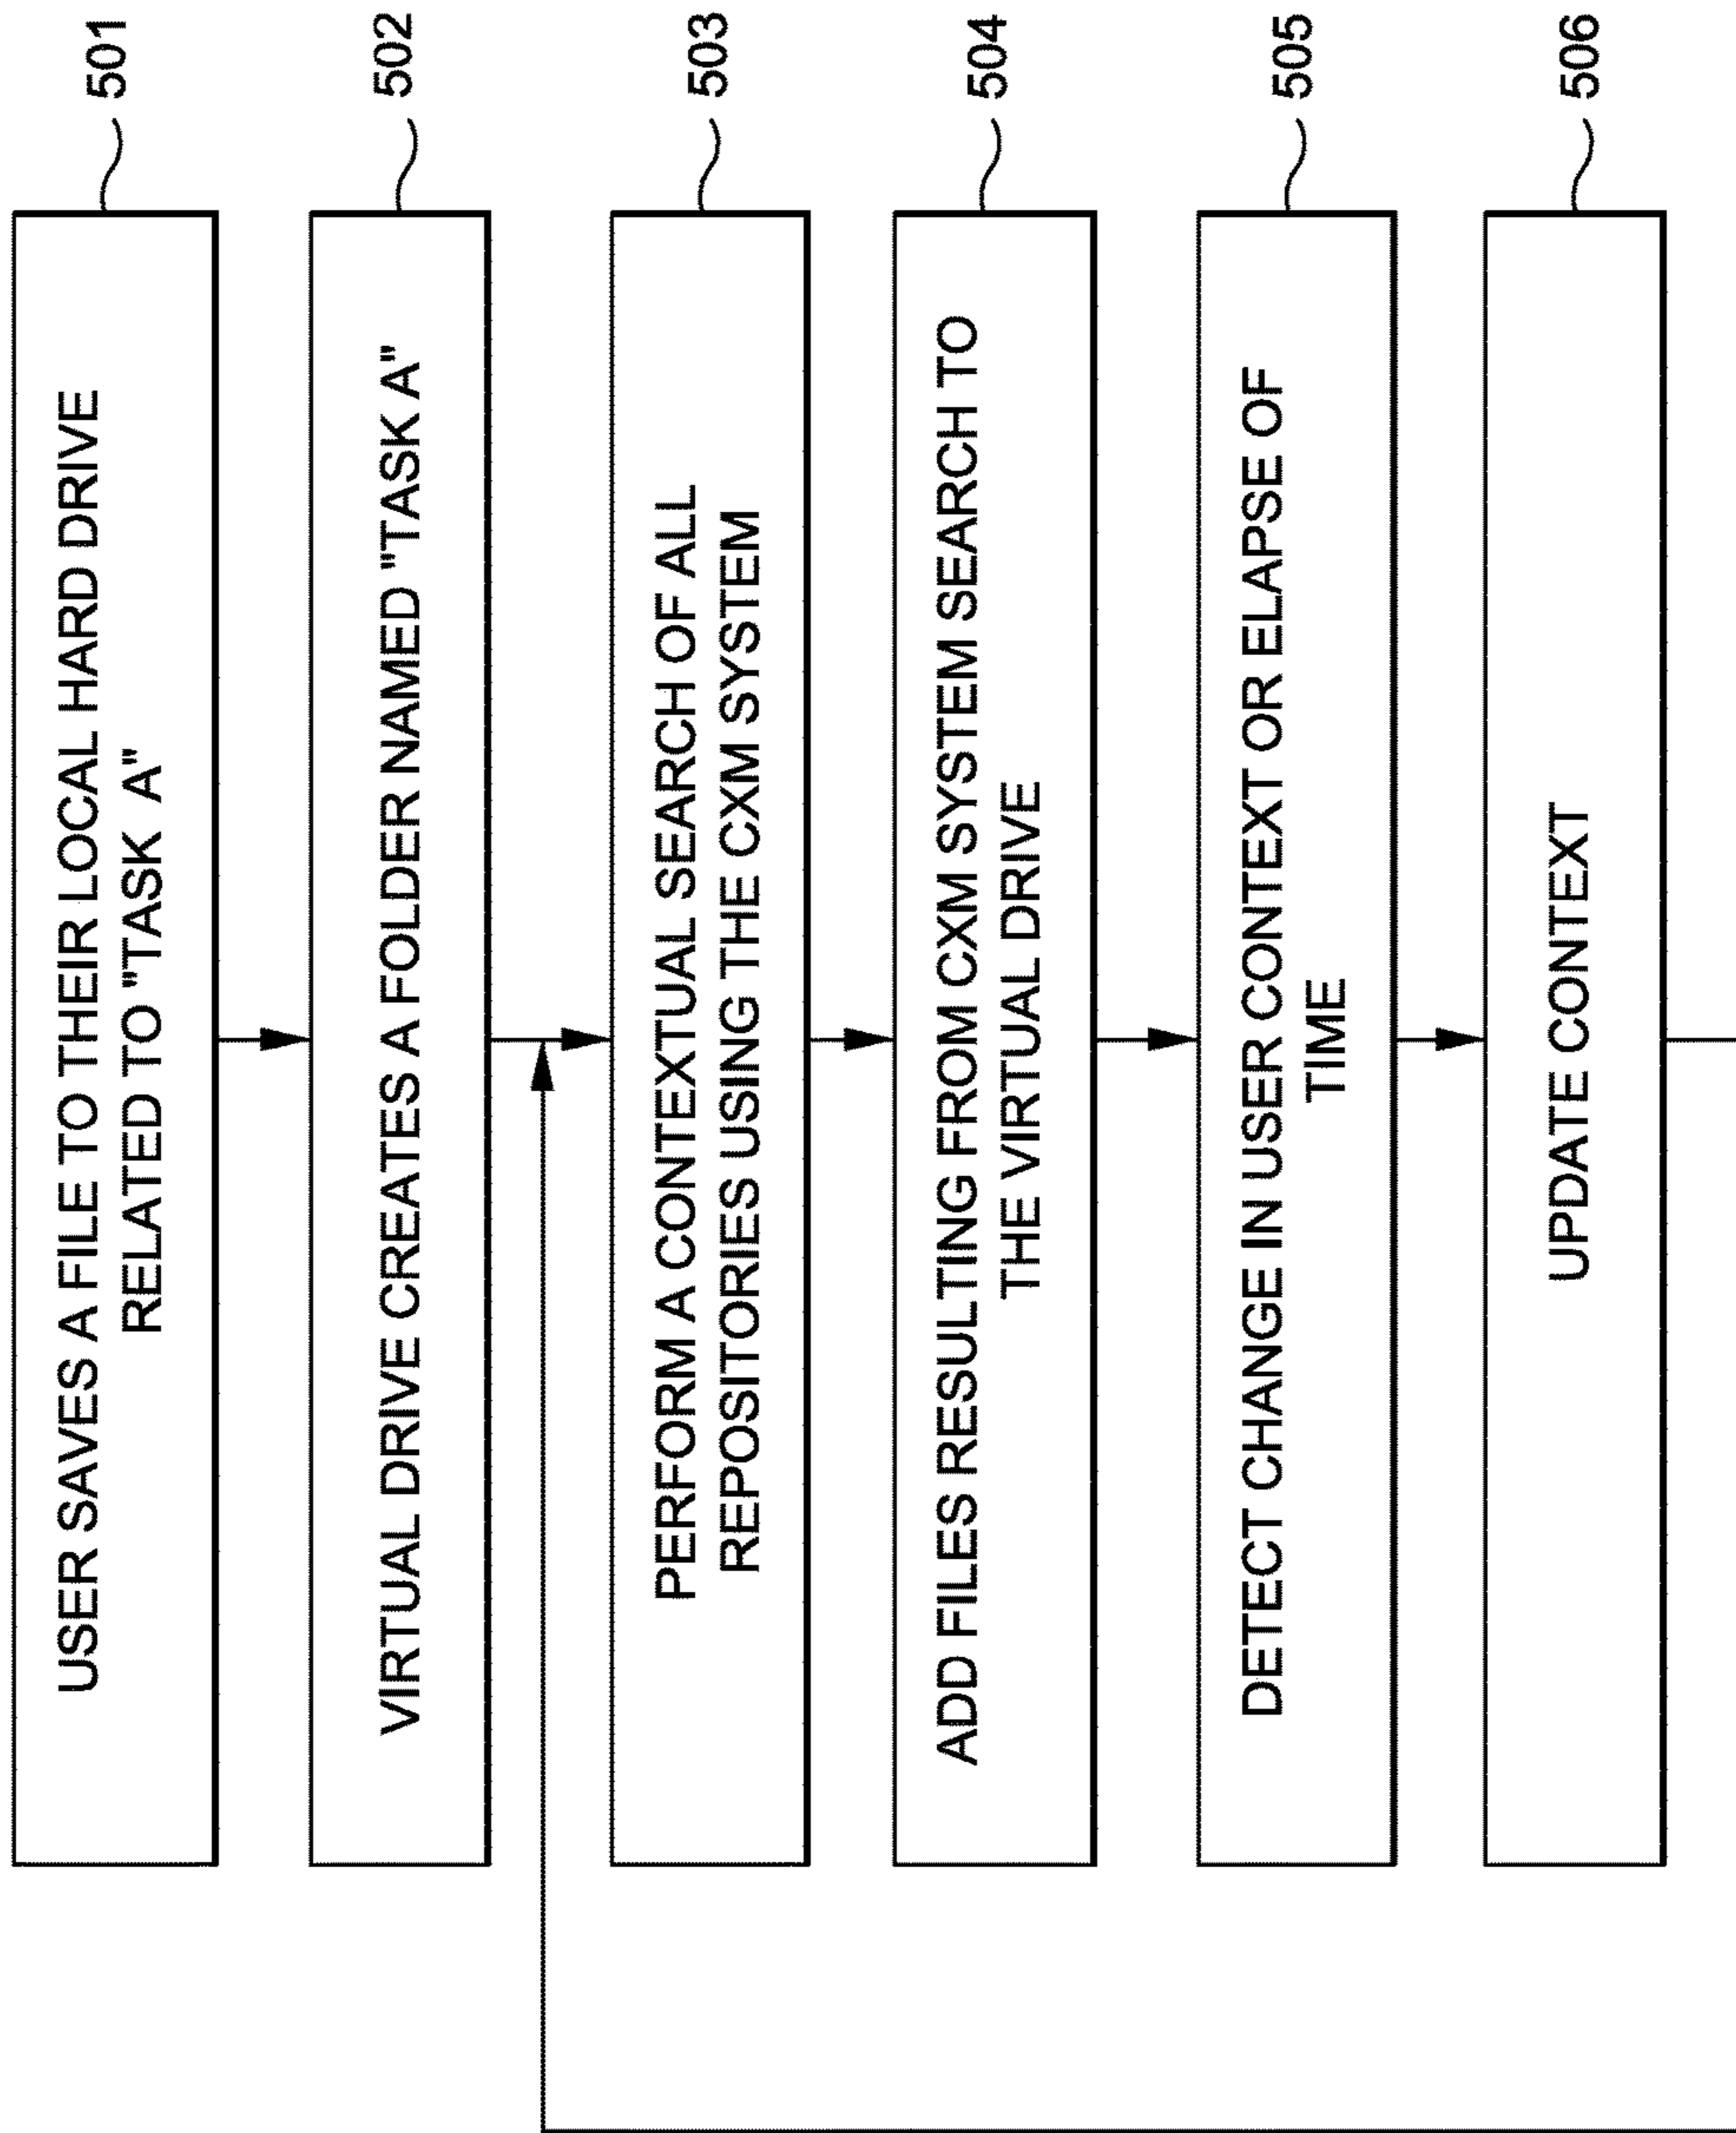 USER SAVES A FILE TO THEIR LOCAL HARD DRIVE
RELATED TO "TASK A"
501
VIRTUAL DRIVE CREATES A FOLDER NAMED "TASK A"
502
PERFORM A CONTEXTUAL SEARCH OF ALL
REPOSITORIES USING THE CXM SYSTEM
503
ADD FILES RESULTING FROM CXM SYSTEM SEARCH TO
THE VIRTUAL DRIVE
504
DETECT CHANGE IN USER CONTEXT OR ELAPSE OF
TIME
505
UPDATE CONTEXT
506